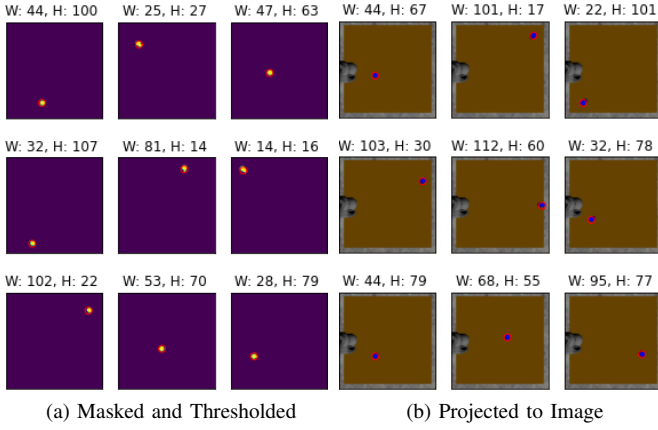 W: 44, H: 100 W: 25, H: 27 W: 47, H: 63 W: 44, H: 67 W: 101, H: 17 W: 22, H: 101
W: 32, H: 107 W: 81, H: 14 W: 14, H: 16 W: 103, H: 30 W: 112, H: 60 W: 32, H: 78
W: 102, H: 22 W: 53, H: 70 W: 28, H: 79 W: 44, H: 79 W: 68, H: 55 W: 95, H: 77
(a) Masked and Thresholded (b) Projected to Image